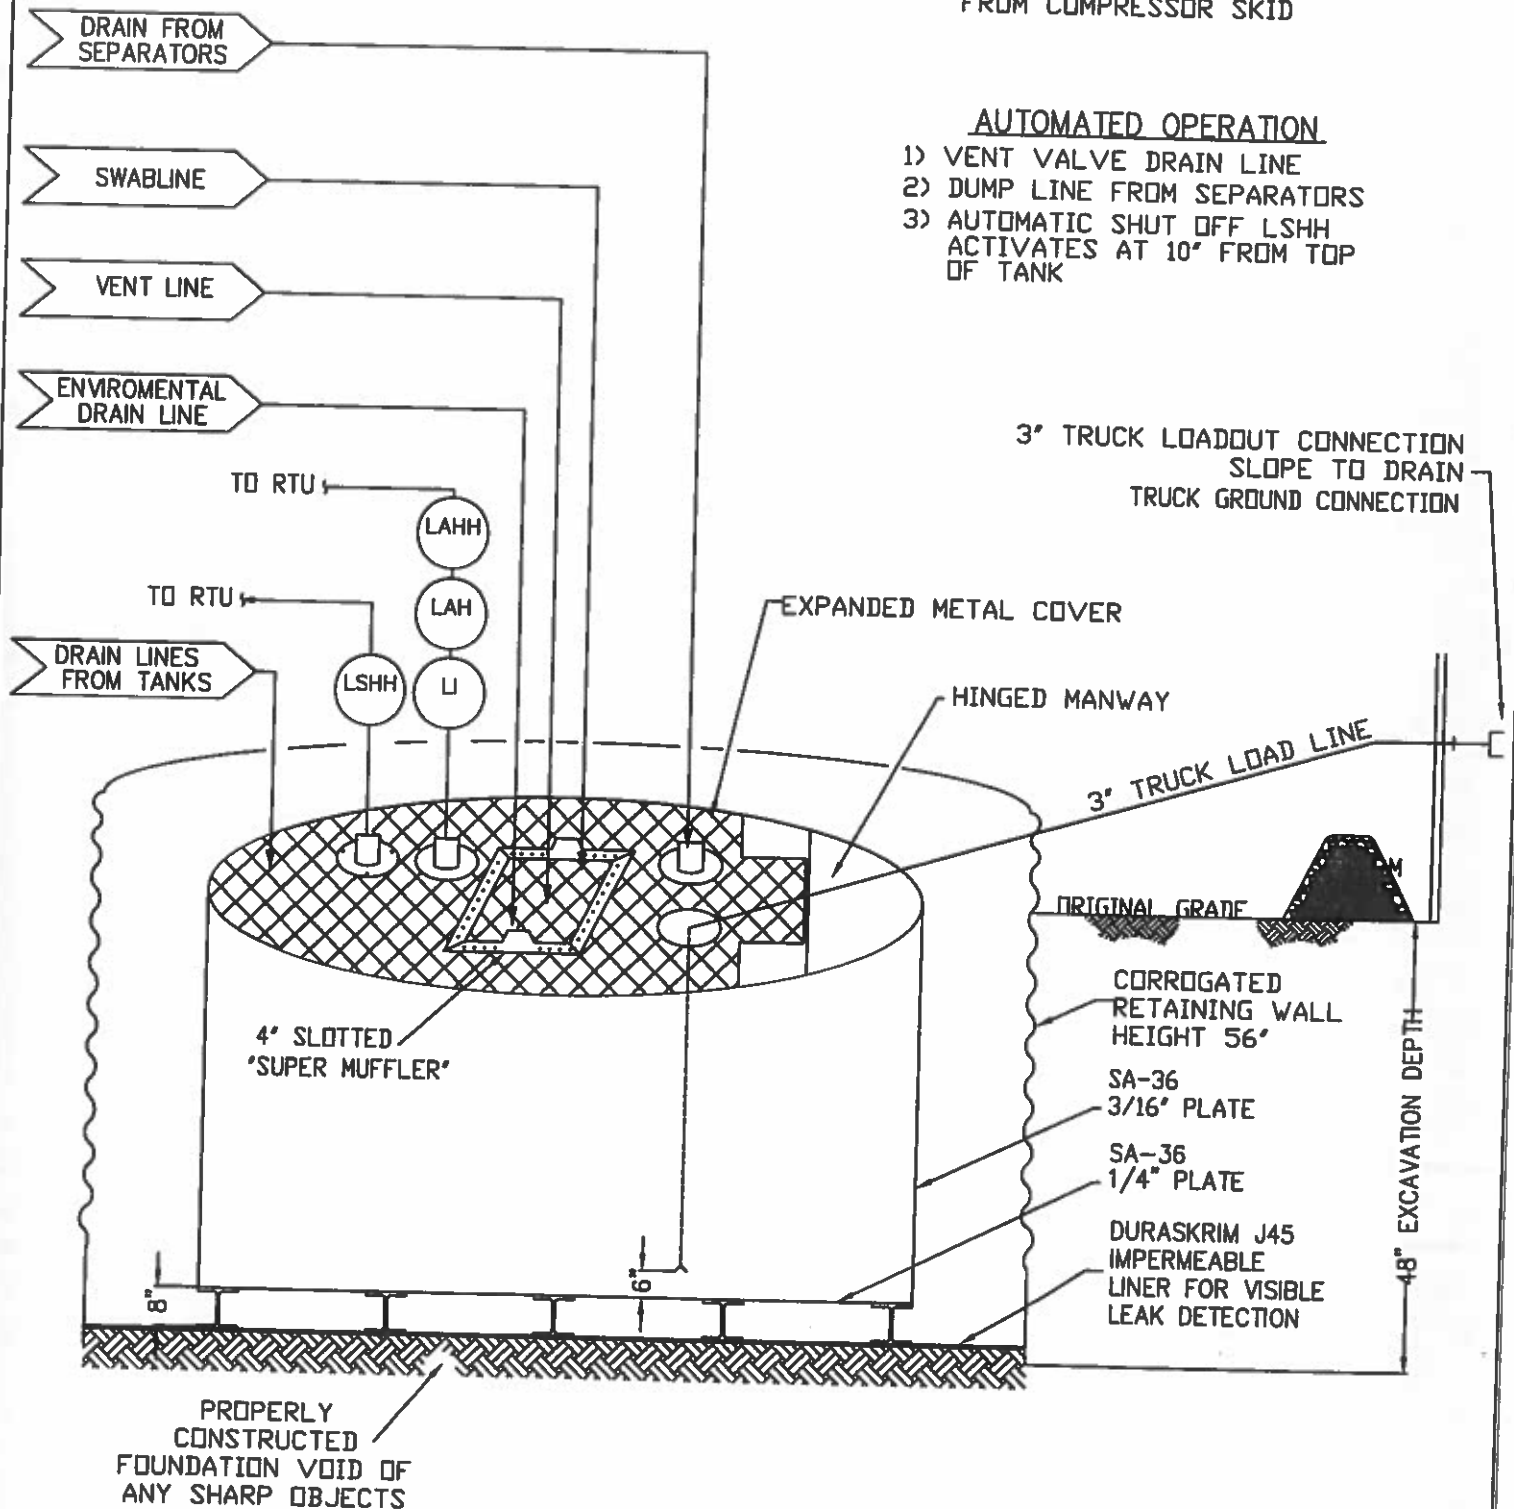 FROM COMPRESSOR SKID
DRAIN FROM
SEPARATORS
AUTOMATED OPERATION
1) VENT VALVE DRAIN LINE
2) DUMP LINE FROM SEPARATORS
3) AUTOMATIC SHUT OFF LSHH
ACTIVATES AT 10" FROM TOP
OF TANK
SWABLINE
VENT LINE
ENVIROMENTAL
DRAIN LINE
3" TRUCK LOADOUT CONNECTION
SLOPE TO DRAIN
TRUCK GROUND CONNECTION
TO RTU
LAHH
TO RTU
LAH
EXPANDED METAL COVER
DRAIN LINES
FROM TANKS
LSHH
LI
HINGED MANWAY
3" TRUCK LOAD LINE
ORIGINAL GRADE
CORROGATED
RETAINING WALL
HEIGHT 56"
4" SLOTTED
"SUPER MUFFLER"
SA-36
3/16" PLATE
SA-36
1/4" PLATE
48" EXCAVATION DEPTH
DURASKRIM J45
IMPERMEABLE
LINER FOR VISIBLE
LEAK DETECTION
8"
6"
PROPERLY
CONSTRUCTED
FOUNDATION VOID OF
ANY SHARP OBJECTS